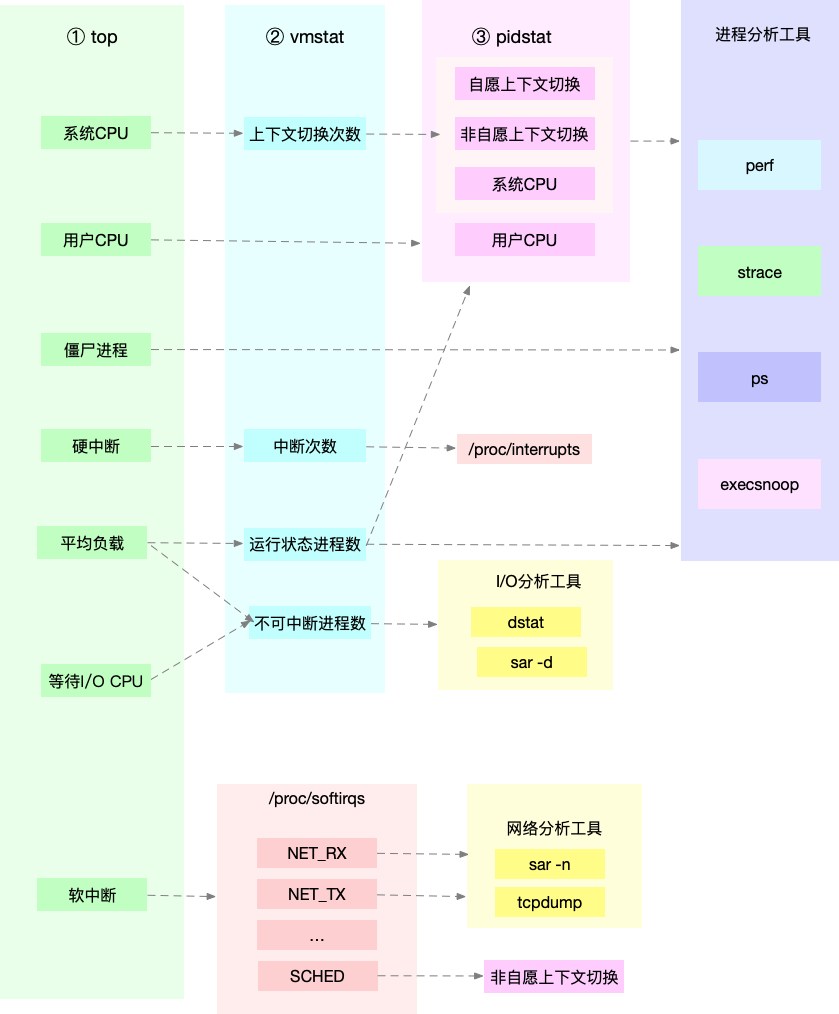 ① top
系统CPU
用户CPU
僵尸进程
硬中断
平均负载
等待I/O CPU
软中断
② vmstat
上下文切换次数
中断次数
运行状态进程数
不可中断进程数
③ pidstat
自愿上下文切换
非自愿上下文切换
系统CPU
用户CPU
/proc/interrupts
I/O分析工具
dstat
sar -d
进程分析工具
perf
strace
ps
execsnoop
/proc/softirqs
NET_RX
NET_TX
...
SCHED
网络分析工具
sar -n
tcpdump
非自愿上下文切换